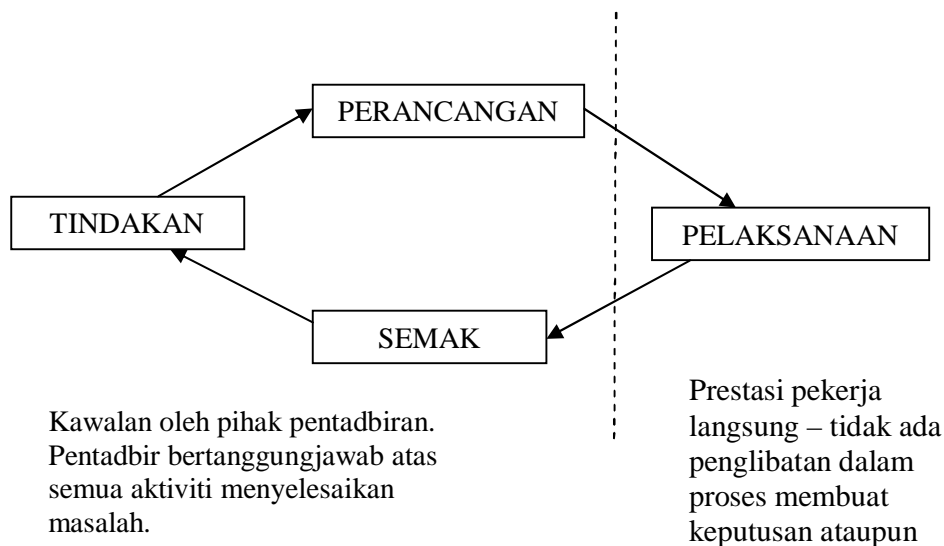 PERANCANGAN
TINDAKAN
PELAKSANAAN
SEMAK
Kawalan oleh pihak pentadbiran.
Pentadbir bertanggungjawab atas
semua aktiviti menyelesaikan
masalah.
Prestasi pekerja
langsung – tidak ada
penglibatan dalam
proses membuat
keputusan ataupun